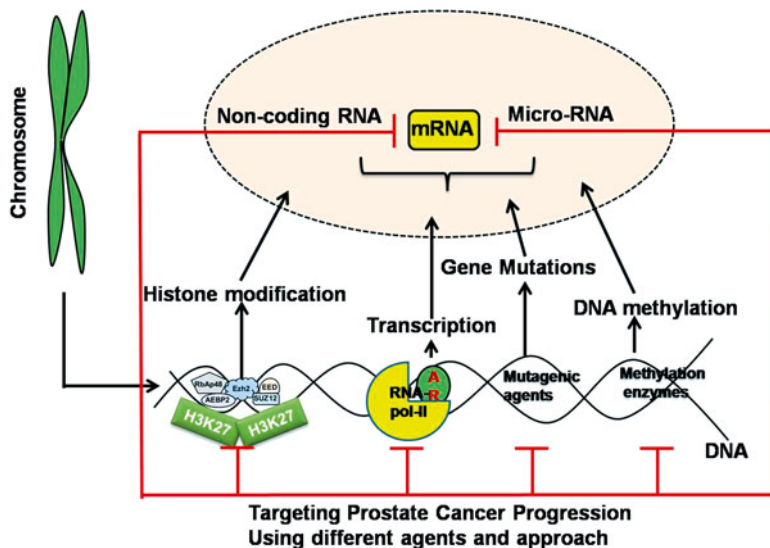 Chromosome
Non-coding RNA
mRNA
Micro-RNA
Histone modification
Transcription
Gene Mutations
DNA methylation
RbAp48
Ezh2
EED
AEBP2
SUZ12
H3K27
H3K27
RNA-
pol-II
A
R
Mutagenic
agents
Methylation
enzymes
DNA
Targeting Prostate Cancer Progression
Using different agents and approach